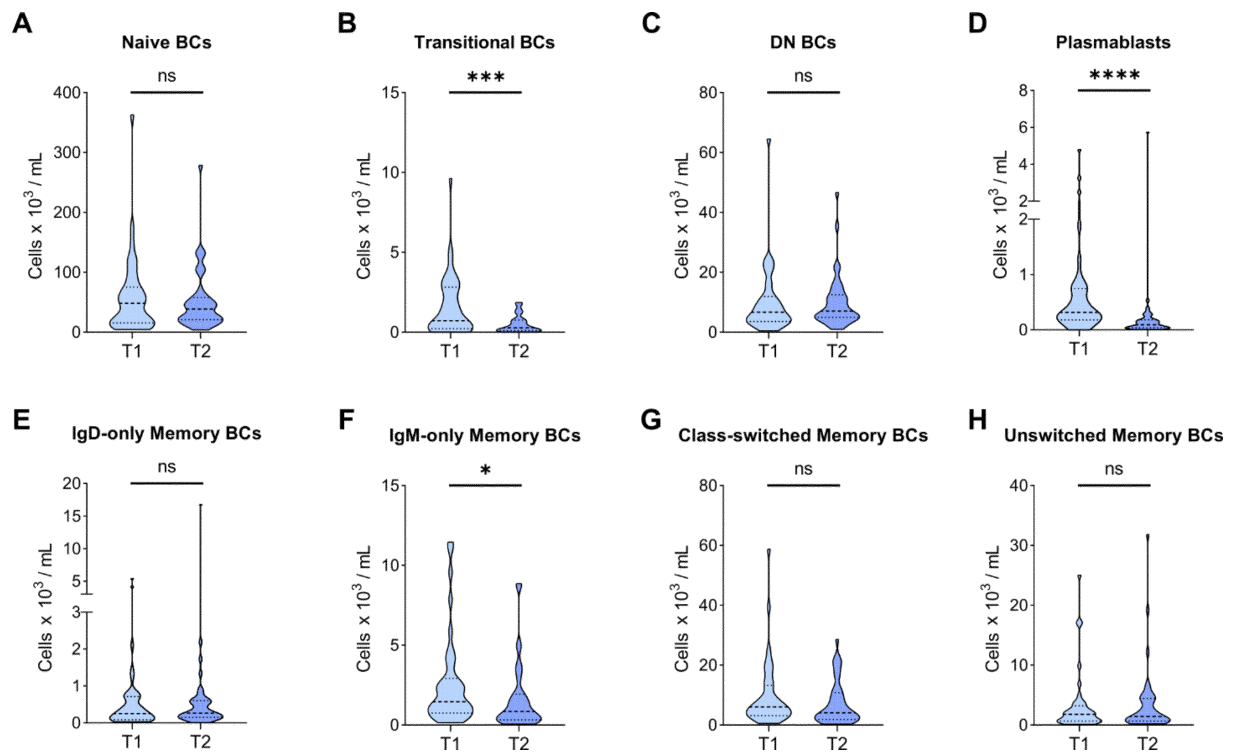 A
Naive BCs
ns
Cells x 10³ / mL
400
300
200
100
0
T1
T2
B
Transitional BCs
***
Cells x 10³ / mL
15
10
5
0
T1
T2
C
DN BCs
ns
Cells x 10³ / mL
80
60
40
20
0
T1
T2
D
Plasmablasts
****
Cells x 10³ / mL
8
6
4
2
2
1
0
T1
T2
E
IgD-only Memory BCs
ns
Cells x 10³ / mL
20
15
10
5
3
2
1
0
T1
T2
F
IgM-only Memory BCs
*
Cells x 10³ / mL
15
10
5
0
T1
T2
G
Class-switched Memory BCs
ns
Cells x 10³ / mL
80
60
40
20
0
T1
T2
H
Unswitched Memory BCs
ns
Cells x 10³ / mL
40
30
20
10
0
T1
T2